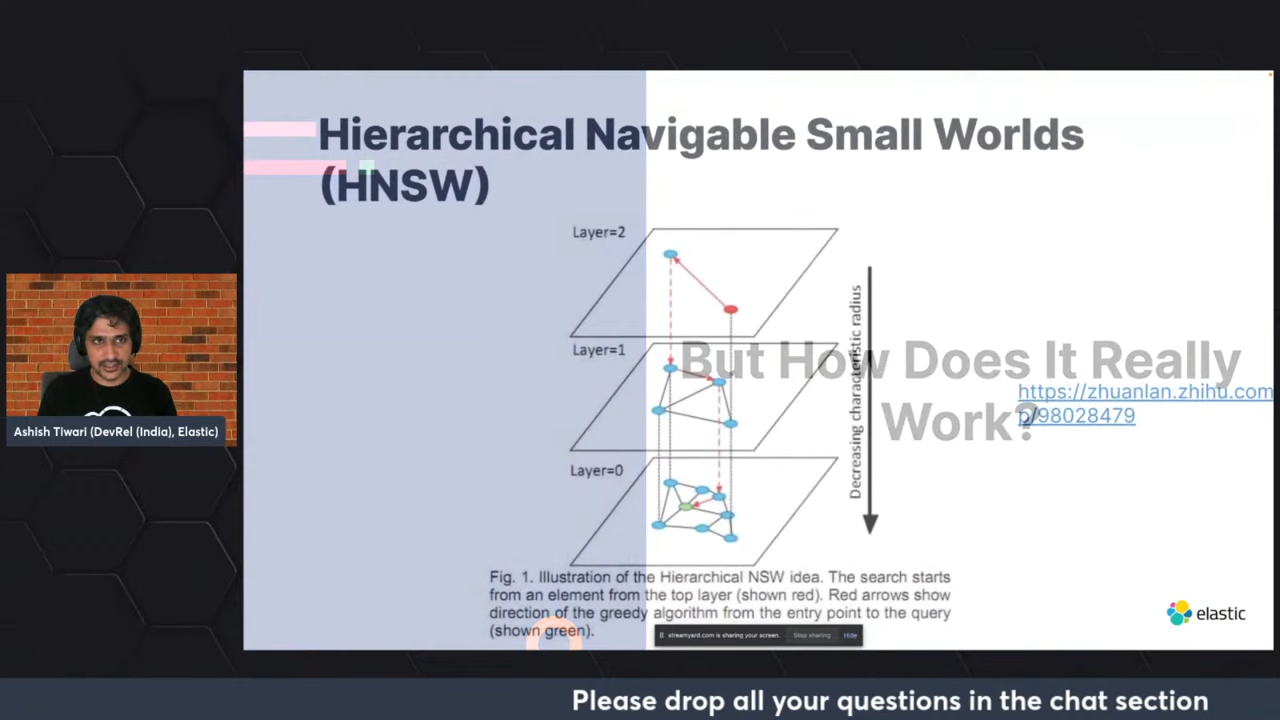 Hierarchical Navigable Small Worlds
(HNSW)
Layer=2
Layer=1
Layer=0
Decreasing characteristic radius
But How Does It Really
Work?
https://zhuanlan.zhihu.com
p/98028479
Fig. 1. Illustration of the Hierarchical NSW idea. The search starts
from an element from the top layer (shown red). Red arrows show
direction of the greedy algorithm from the entry point to the query
(shown green).
streamyard.com is sharing your screen.
Stop sharing
Hide
elastic
Ashish Tiwari (DevRel (India), Elastic)
Please drop all your questions in the chat section